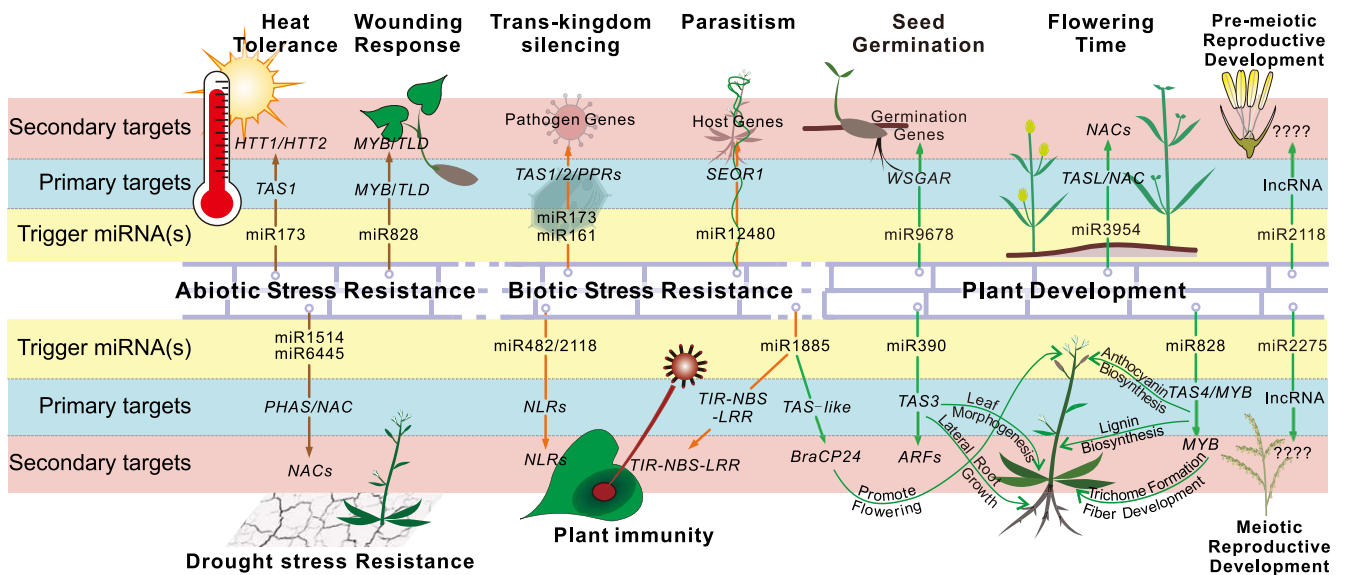 Heat
Tolerance
Wounding
Response
Trans-kingdom
silencing
Parasitism
Seed
Germination
Flowering
Time
Pre-meiotic
Reproductive
Development
Secondary targets
HTT1/HTT2
MYB/TLD
Pathogen Genes
Host Genes
Germination
Genes
NACs
????
Primary targets
TAS1
MYB/TLD
TAS1/2/PPRs
SEOR1
WSGAR
TASL/NAC
lncRNA
Trigger miRNA(s)
miR173
miR828
miR173
miR161
miR12480
miR9678
miR3954
miR2118
Abiotic Stress Resistance
Biotic Stress Resistance
Plant Development
Trigger miRNA(s)
miR1514
miR6445
miR482/2118
miR1885
miR390
miR828
miR2275
Primary targets
PHAS/NAC
NLRs
TIR-NBS
-LRR
TAS-like
TAS3
TAS4/MYB
lncRNA
Secondary targets
NACs
NLRs
TIR-NBS-LRR
BraCP24
ARFs
MYB
????
Leaf
Morphogenesis
Lateral Root
Growth
Promote
Flowering
Anthocyanin
Biosynthesis
Lignin
Biosynthesis
Trichome Formation
Fiber Development
Drought stress Resistance
Plant immunity
Meiotic
Reproductive
Development